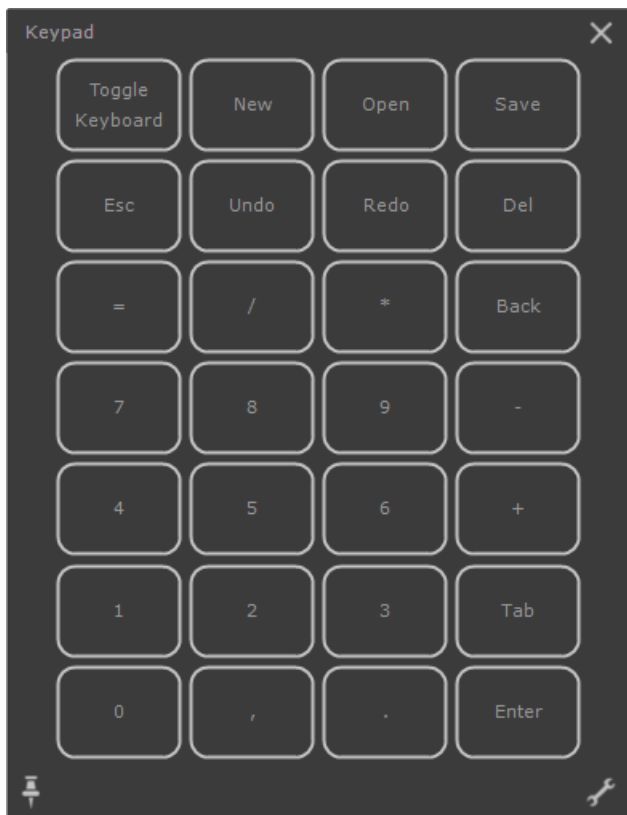 Keypad
Toggle
Keyboard
New
Open
Save
Esc
Undo
Redo
Del
=
/
*
Back
7
8
9
-
4
5
6
+
1
2
3
Tab
0
,
.
Enter